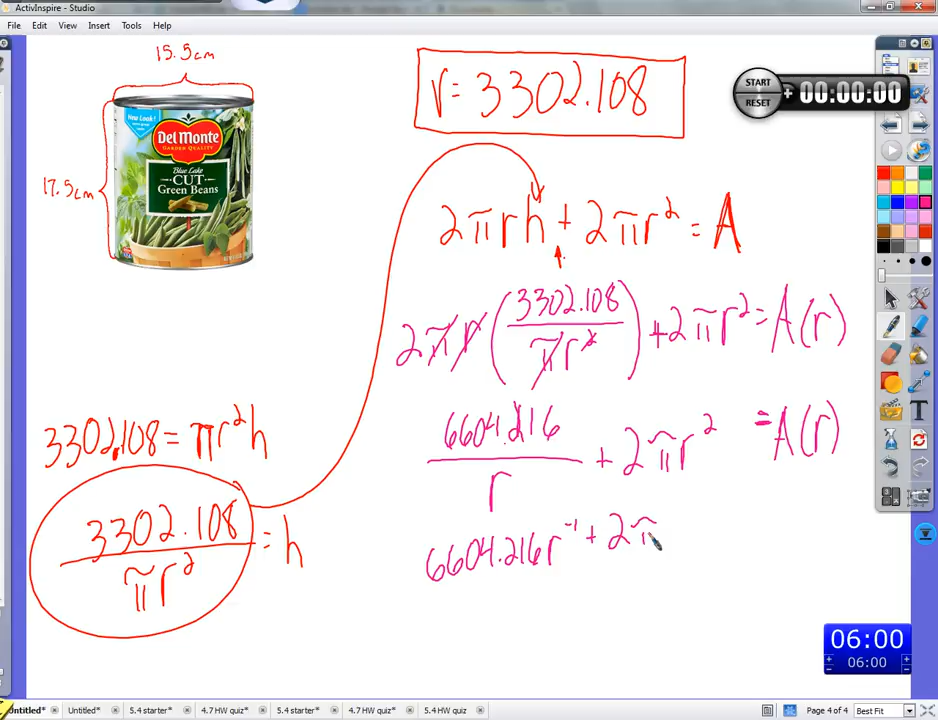 ActivInspire - Studio
File Edit View Insert Tools Help
15.5cm
17.5cm
New Look!
Del Monte
HARDEN QUALITY
Blue Lake
CUT
Green Beans
V=3302.108
START
RESET
+ 00:00:00
2πrh + 2πr² = A
2πr (3302.108 / πr²) + 2πr² = A(r)
6604.216 / r + 2πr² = A(r)
6604.216r⁻¹ + 2π
3302.108 = πr²h
3302.108 / πr² = h
06:00
06:00
Untitled* Untitled* 5.4 starter* 4.7 HW quiz* 5.4 starter* 4.7 HW quiz* 5.4 HW quiz
Page 4 of 4 Best Fit